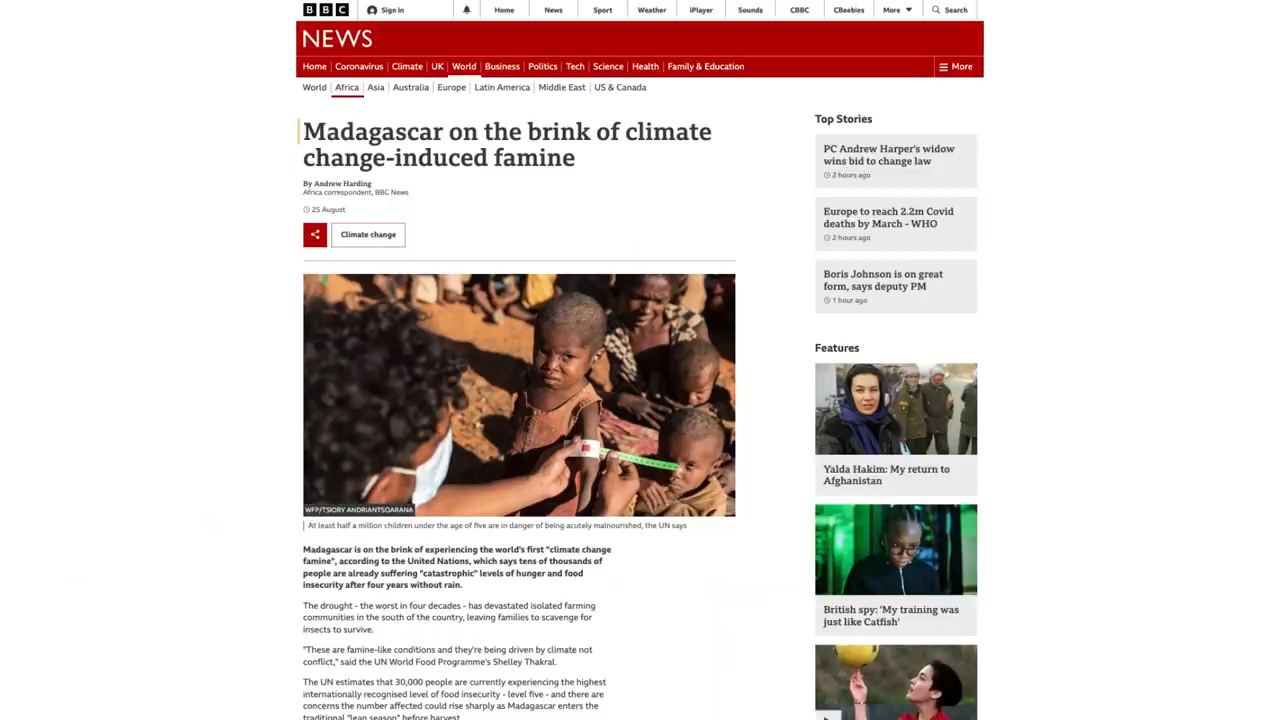 BBC
Sign in
Home
News
Sport
Weather
iPlayer
Sounds
CBBC
CBeebies
More
Search
NEWS
Home
Coronavirus
Climate
UK
World
Business
Politics
Tech
Science
Health
Family & Education
More
World
Africa
Asia
Australia
Europe
Latin America
Middle East
US & Canada
Madagascar on the brink of climate
change-induced famine
By Andrew Harding
Africa correspondent, BBC News
25 August
Climate change
WFP/TSIORY ANDRIANTSOARANA
At least half a million children under the age of five are in danger of being acutely malnourished, the UN says
Madagascar is on the brink of experiencing the world's first "climate change
famine", according to the United Nations, which says tens of thousands of
people are already suffering "catastrophic" levels of hunger and food
insecurity after four years without rain.
The drought - the worst in four decades - has devastated isolated farming
communities in the south of the country, leaving families to scavenge for
insects to survive.
"These are famine-like conditions and they're being driven by climate not
conflict," said the UN World Food Programme's Shelley Thakral.
The UN estimates that 30,000 people are currently experiencing the highest
internationally recognised level of food insecurity - level five - and there are
concerns the number affected could rise sharply as Madagascar enters the
traditional "lean season" before harvest.
Top Stories
PC Andrew Harper's widow
wins bid to change law
2 hours ago
Europe to reach 2.2m Covid
deaths by March - WHO
2 hours ago
Boris Johnson is on great
form, says deputy PM
1 hour ago
Features
Yalda Hakim: My return to
Afghanistan
British spy: 'My training was
just like Catfish'